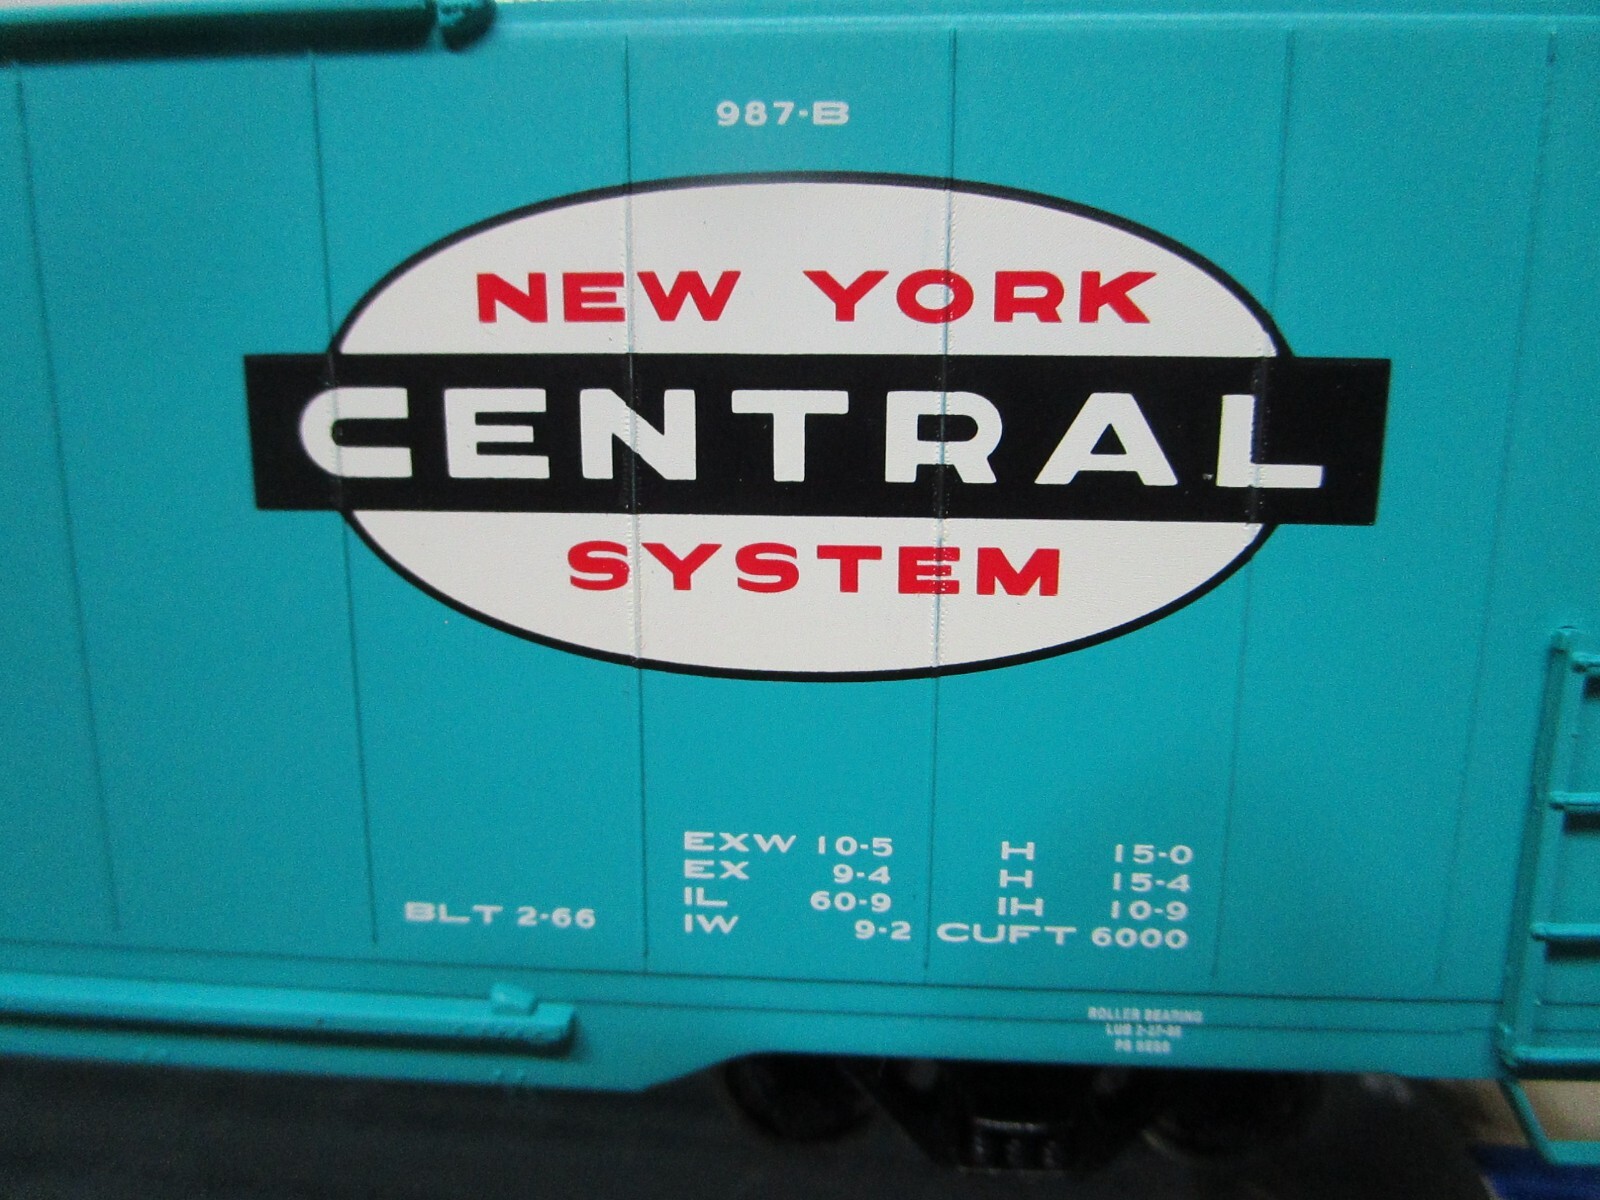 987-B
NEW YORK
CENTRAL
SYSTEM
EXW 10-5 H 15-0
EX 9-4 H 15-4
IL 60-9 IH 10-9
IW 9-2 CUFT 6000
BLT 2-66
ROLLER BEARING
LUB